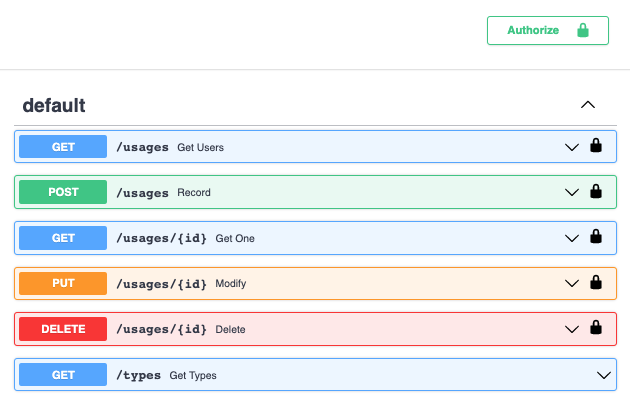 Authorize
default
GET /usages Get Users
POST /usages Record
GET /usages/{id} Get One
PUT /usages/{id} Modify
DELETE /usages/{id} Delete
GET /types Get Types